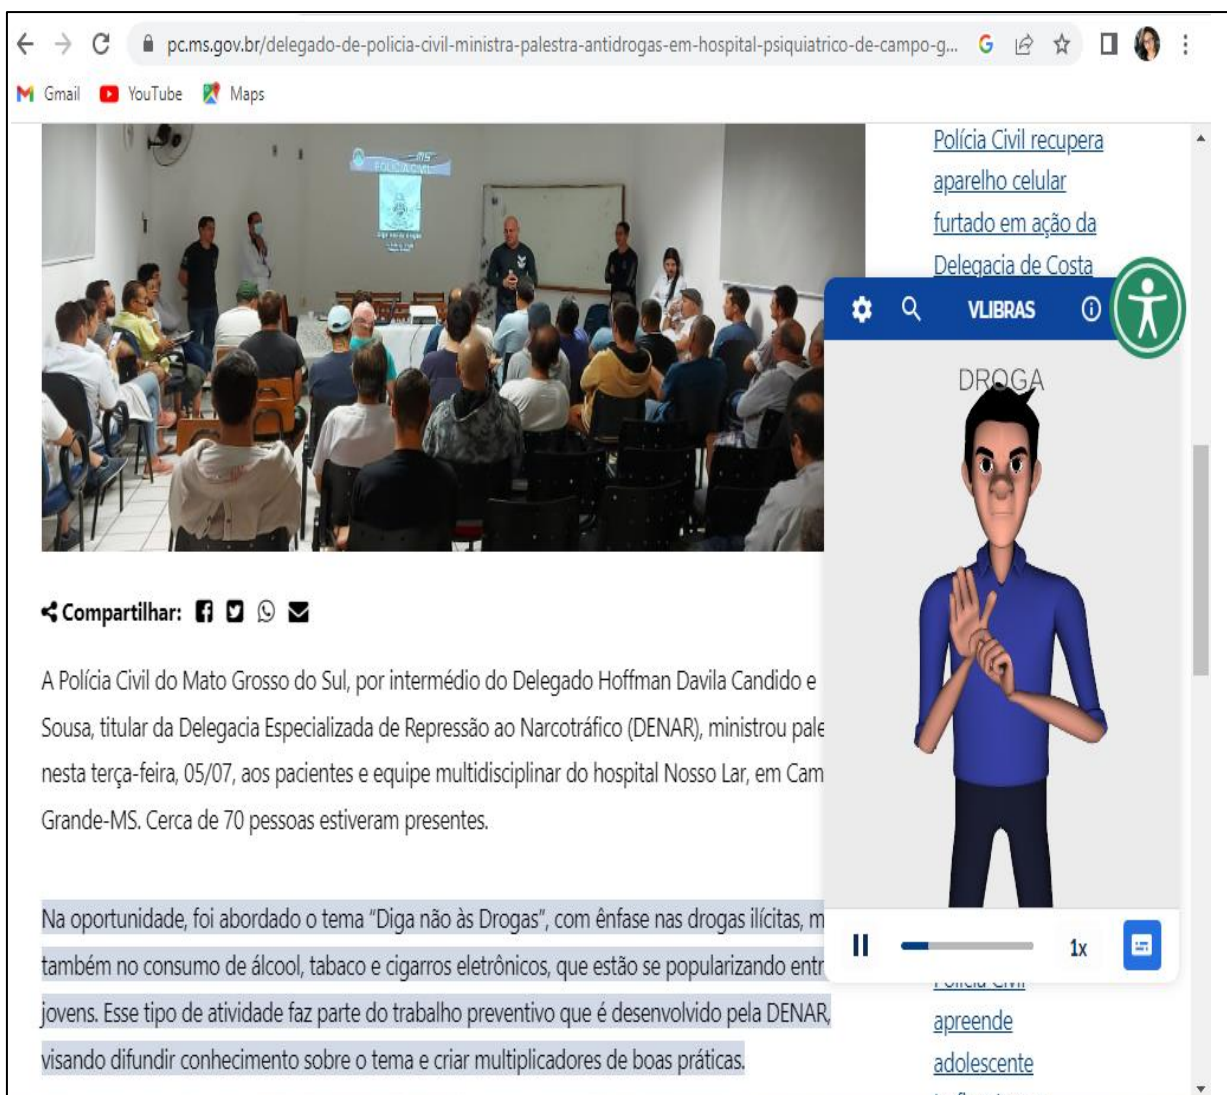 pc.ms.gov.br/delegado-de-policia-civil-ministra-palestra-antidrogas-em-hospital-psiquiatrico-de-campo-g...
Gmail YouTube Maps
POLÍCIA CIVIL
Polícia Civil recupera
aparelho celular
furtado em ação da
Delegacia de Costa
VLIBRAS
DROGA
Compartilhar:
A Polícia Civil do Mato Grosso do Sul, por intermédio do Delegado Hoffman Davila Candido e
Sousa, titular da Delegacia Especializada de Repressão ao Narcotráfico (DENAR), ministrou pale
nesta terça-feira, 05/07, aos pacientes e equipe multidisciplinar do hospital Nosso Lar, em Cam
Grande-MS. Cerca de 70 pessoas estiveram presentes.
Na oportunidade, foi abordado o tema “Diga não às Drogas”, com ênfase nas drogas ilícitas, m
também no consumo de álcool, tabaco e cigarros eletrônicos, que estão se popularizando entr
jovens. Esse tipo de atividade faz parte do trabalho preventivo que é desenvolvido pela DENAR,
visando difundir conhecimento sobre o tema e criar multiplicadores de boas práticas.
1x
Polícia Civil
apreende
adolescente